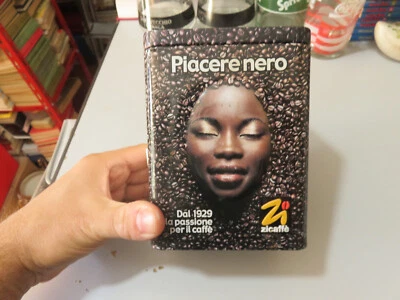 Piacere nero
Dal 1929
la passione
per il caffè
Zi
zicaffè